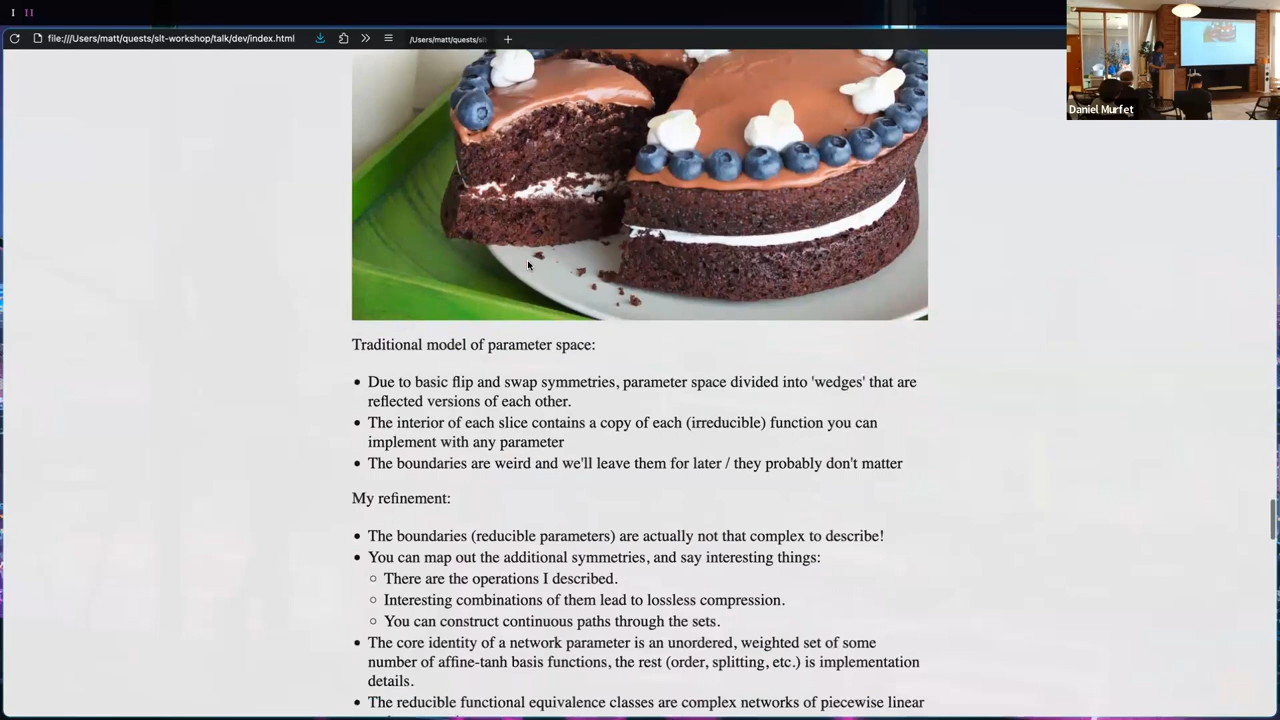 I II
file:///Users/matt/quests/slt-workshop/talk/dev/index.html
/Users/matt/quests/slt
Daniel Murfet
Traditional model of parameter space:
• Due to basic flip and swap symmetries, parameter space divided into 'wedges' that are
reflected versions of each other.
• The interior of each slice contains a copy of each (irreducible) function you can
implement with any parameter
• The boundaries are weird and we'll leave them for later / they probably don't matter
My refinement:
• The boundaries (reducible parameters) are actually not that complex to describe!
• You can map out the additional symmetries, and say interesting things:
○ There are the operations I described.
○ Interesting combinations of them lead to lossless compression.
○ You can construct continuous paths through the sets.
• The core identity of a network parameter is an unordered, weighted set of some
number of affine-tanh basis functions, the rest (order, splitting, etc.) is implementation
details.
• The reducible functional equivalence classes are complex networks of piecewise linear